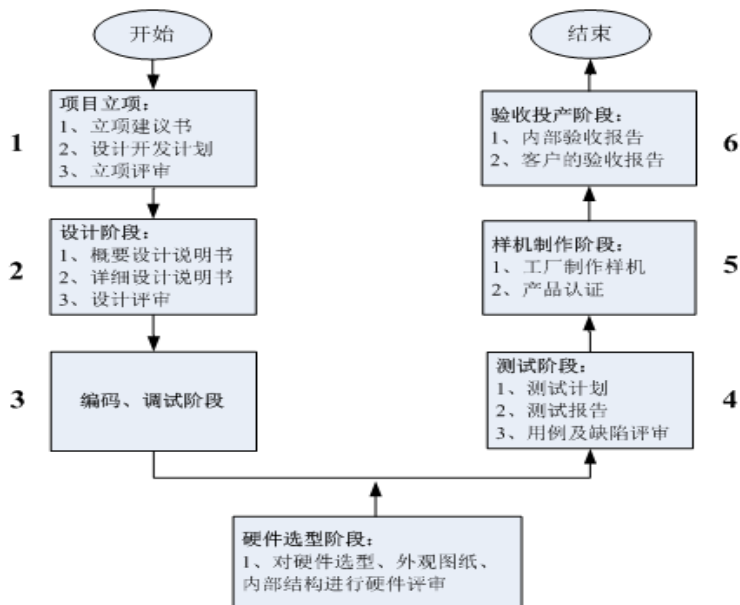 开始
1
项目立项：
1、立项建议书
2、设计开发计划
3、立项评审
2
设计阶段：
1、概要设计说明书
2、详细设计说明书
3、设计评审
3
编码、调试阶段
硬件选型阶段：
1、对硬件选型、外观图纸、
内部结构进行硬件评审
测试阶段：
1、测试计划
2、测试报告
3、用例及缺陷评审
4
样机制作阶段：
1、工厂制作样机
2、产品认证
5
验收投产阶段：
1、内部验收报告
2、客户的验收报告
6
结束